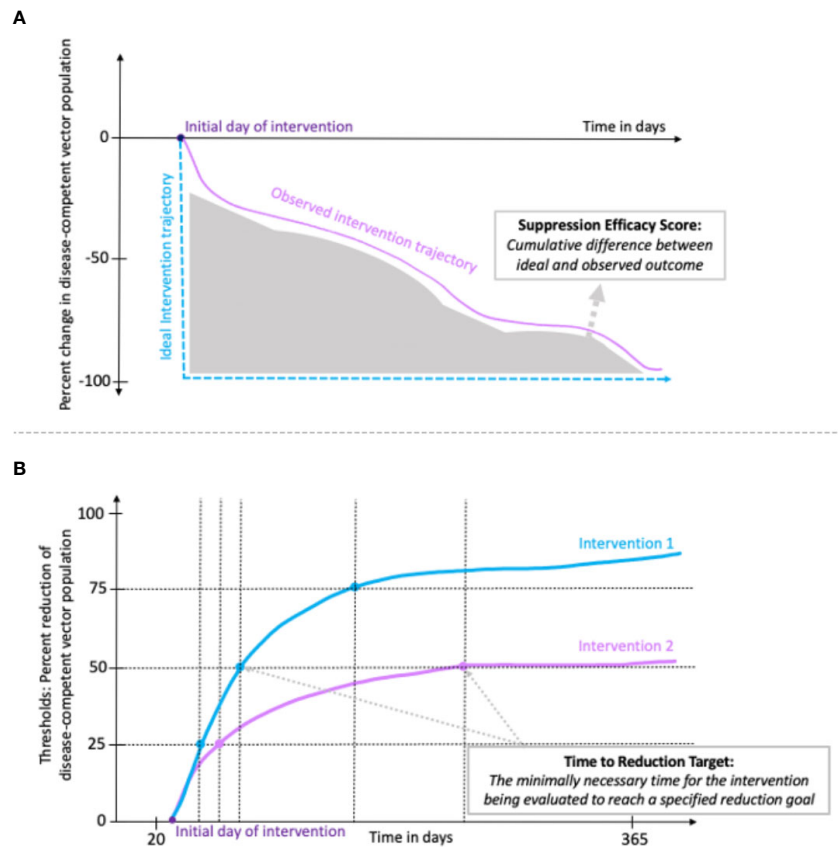 A
Percent change in disease-competent vector population
0
-50
-100
Initial day of intervention
Time in days
Ideal Intervention trajectory
Observed intervention trajectory
Suppression Efficacy Score:
Cumulative difference between
ideal and observed outcome
B
Thresholds: Percent reduction of
disease-competent vector population
100
75
50
25
0
Intervention 1
Intervention 2
Time to Reduction Target:
The minimally necessary time for the intervention
being evaluated to reach a specified reduction goal
Initial day of intervention
Time in days
20
365